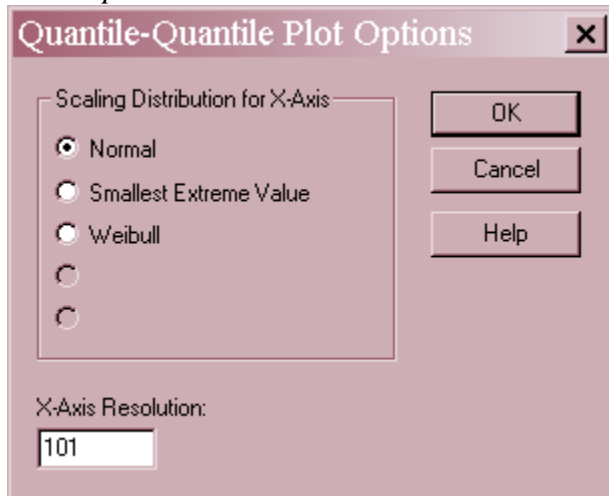 Quantile-Quantile Plot Options
Scaling Distribution for X-Axis
Normal
Smallest Extreme Value
Weibull
OK
Cancel
Help
X-Axis Resolution:
101